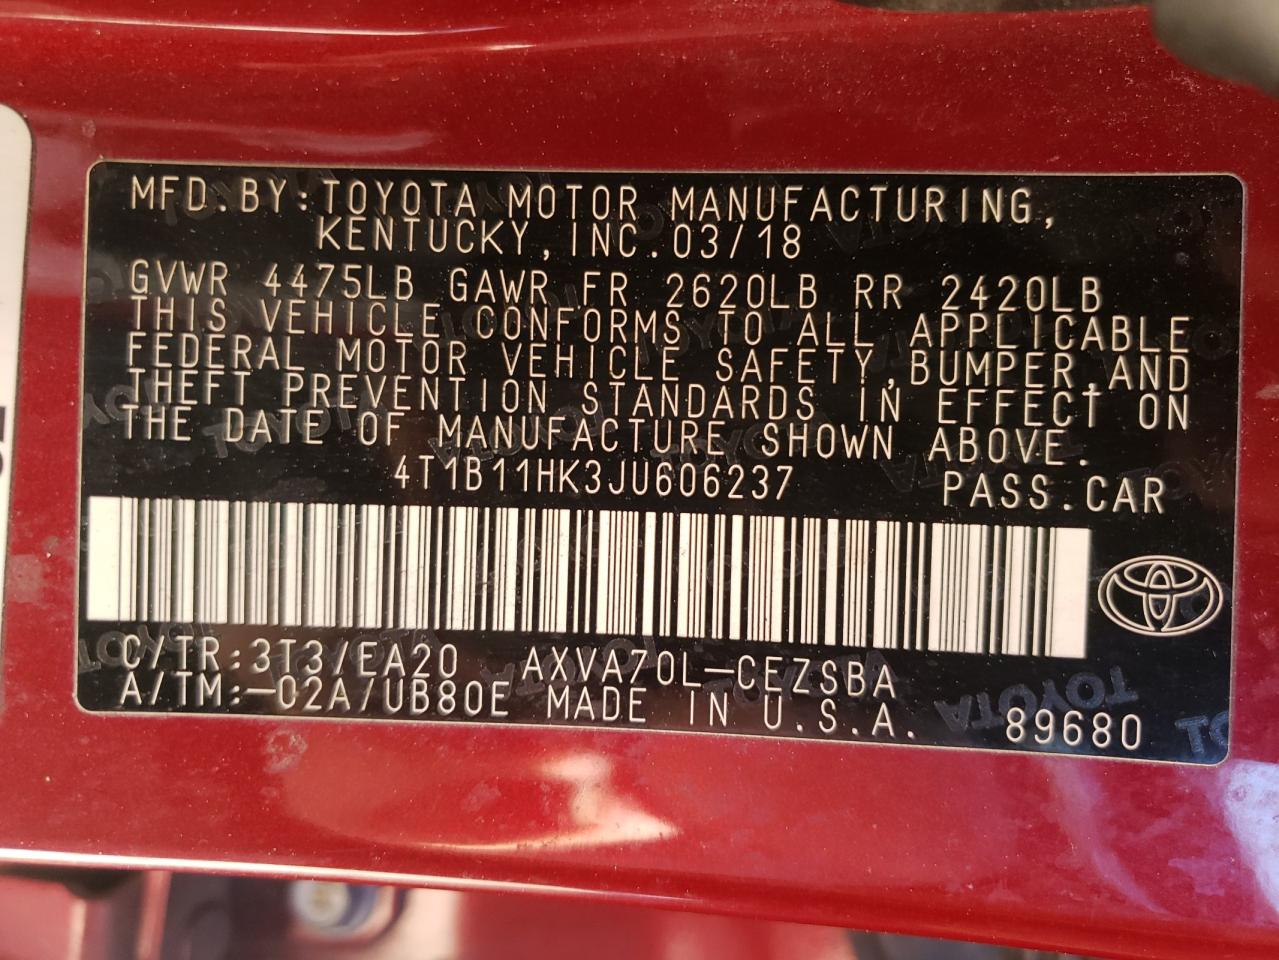 MFD.BY:TOYOTA MOTOR MANUFACTURING,
KENTUCKY,INC.03/18
GVWR 4475LB GAWR FR 2620LB RR 2420LB
THIS VEHICLE CONFORMS TO ALL APPLICABLE
FEDERAL MOTOR VEHICLE SAFETY,BUMPER,AND
THEFT PREVENTION STANDARDS IN EFFECT ON
THE DATE OF MANUFACTURE SHOWN ABOVE.
4T1B11HK3JU606237 PASS.CAR
C/TR:3T3/EA20 AXVA70L-CEZSBA
A/TM:-02A/UB80E MADE IN U.S.A. 89680